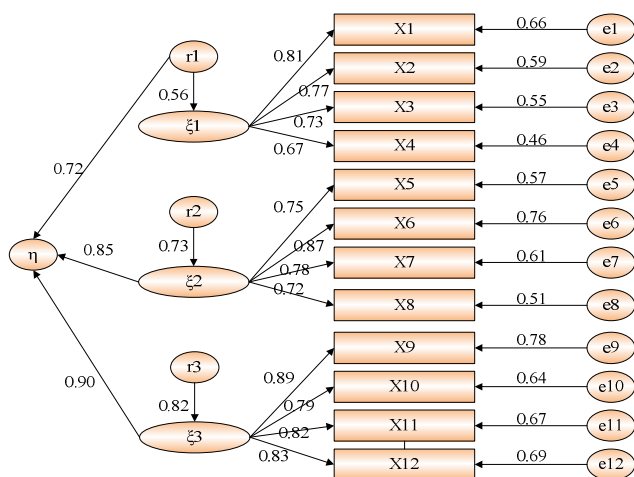 X1
0.66
e1
r1
0.81
X2
0.59
e2
0.56
0.77
X3
0.55
e3
ξ1
0.73
0.67
X4
0.46
e4
0.72
X5
0.57
e5
r2
0.75
X6
0.76
e6
0.73
0.87
η
0.85
ξ2
0.78
X7
0.61
e7
0.72
X8
0.51
e8
X9
0.78
e9
r3
0.89
X10
0.64
e10
0.90
0.82
0.79
X11
0.67
e11
ξ3
0.82
0.83
X12
0.69
e12